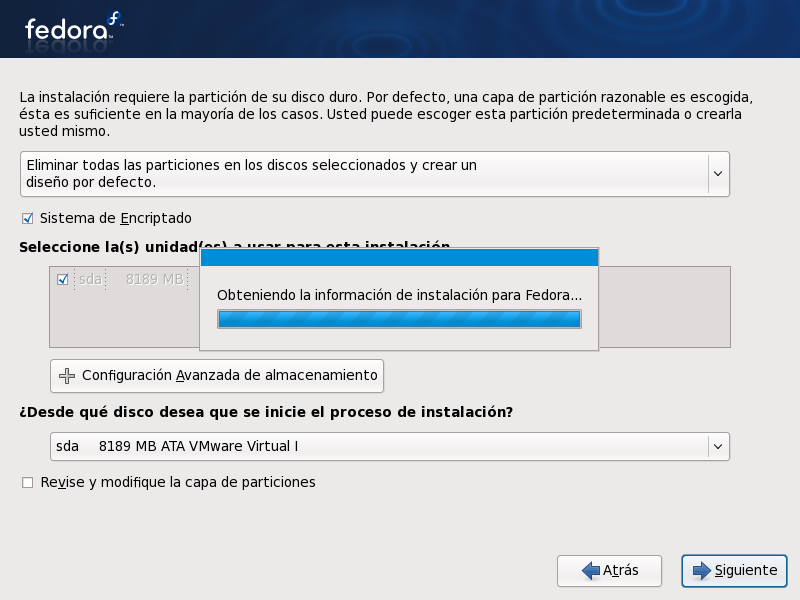 fedora
La instalación requiere la partición de su disco duro. Por defecto, una capa de partición razonable es escogida,
ésta es suficiente en la mayoría de los casos. Usted puede escoger esta partición predeterminada o crearla
usted mismo.
Eliminar todas las particiones en los discos seleccionados y crear un
diseño por defecto.
Sistema de Encriptado
Seleccione la(s) unidad(es) a usar para esta instalación
sda 8189 MB
Obteniendo la información de instalación para Fedora...
Configuración Avanzada de almacenamiento
¿Desde qué disco desea que se inicie el proceso de instalación?
sda 8189 MB ATA VMware Virtual I
Revise y modifique la capa de particiones
Atrás
Siguiente